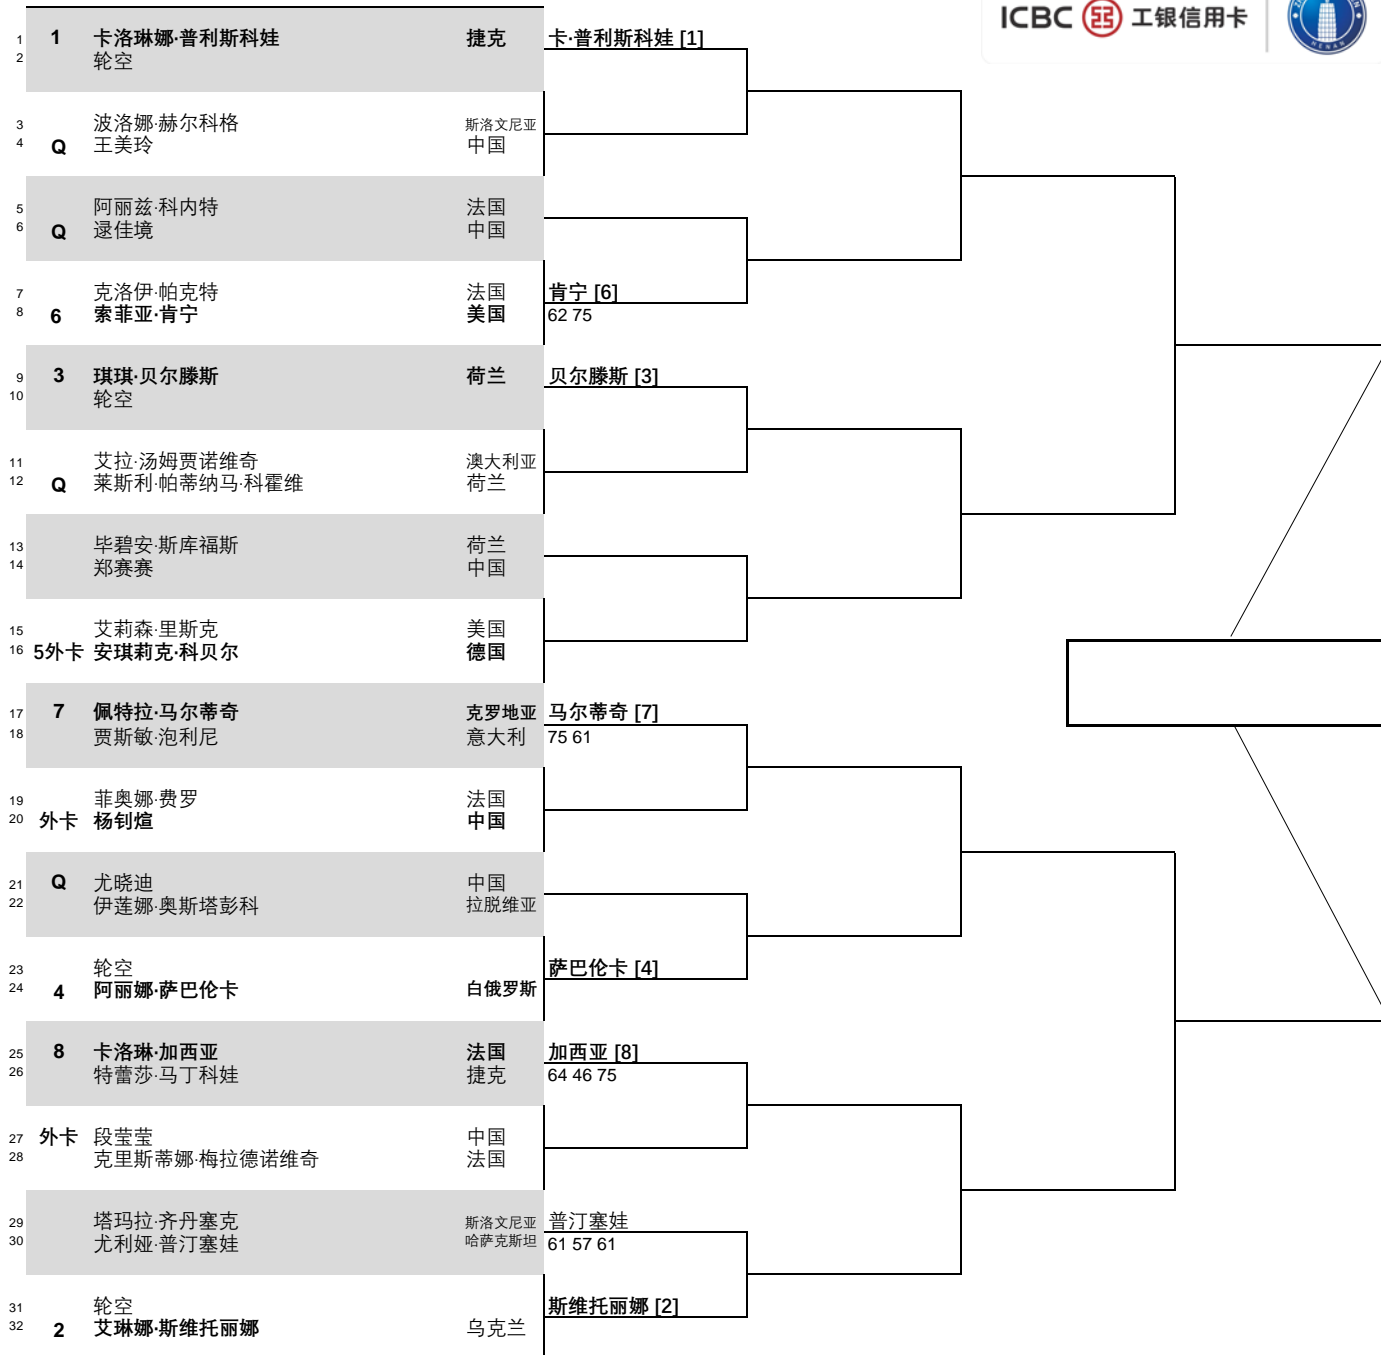 ICBC 工银信用卡
HENAN
1 1 卡洛琳娜·普利斯科娃 捷克 卡·普利斯科娃 [1]
2 轮空
3 波洛娜·赫尔科格 斯洛文尼亚
4 Q 王美玲 中国
5 阿丽兹·科内特 法国
6 Q 逯佳境 中国
7 克洛伊·帕克特 法国 肯宁 [6]
8 6 索菲亚·肯宁 美国 62 75
9 3 琪琪·贝尔滕斯 荷兰 贝尔滕斯 [3]
10 轮空
11 艾拉·汤姆贾诺维奇 澳大利亚
12 Q 莱斯利·帕蒂纳马·科霍维 荷兰
13 毕碧安·斯库福斯 荷兰
14 郑赛赛 中国
15 艾莉森·里斯克 美国
16 5外卡 安琪莉克·科贝尔 德国
17 7 佩特拉·马尔蒂奇 克罗地亚 马尔蒂奇 [7]
18 贾斯敏·泡利尼 意大利 75 61
19 菲奥娜·费罗 法国
20 外卡 杨钊煊 中国
21 Q 尤晓迪 中国
22 伊莲娜·奥斯塔彭科 拉脱维亚
23 轮空 萨巴伦卡 [4]
24 4 阿丽娜·萨巴伦卡 白俄罗斯
25 8 卡洛琳·加西亚 法国 加西亚 [8]
26 特蕾莎·马丁科娃 捷克 64 46 75
27 外卡 段莹莹 中国
28 克里斯蒂娜·梅拉德诺维奇 法国
29 塔玛拉·齐丹塞克 斯洛文尼亚 普汀塞娃
30 尤利娅·普汀塞娃 哈萨克斯坦 61 57 61
31 轮空 斯维托丽娜 [2]
32 2 艾琳娜·斯维托丽娜 乌克兰